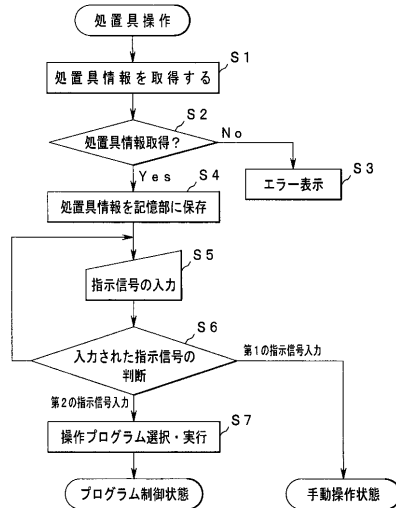 処置具操作
S1
処置具情報を取得する
S2
処置具情報取得?
No
Yes
S3
エラー表示
S4
処置具情報を記憶部に保存
S5
指示信号の入力
S6
入力された指示信号の
判断
第1の指示信号入力
第2の指示信号入力
S7
操作プログラム選択・実行
プログラム制御状態
手動操作状態